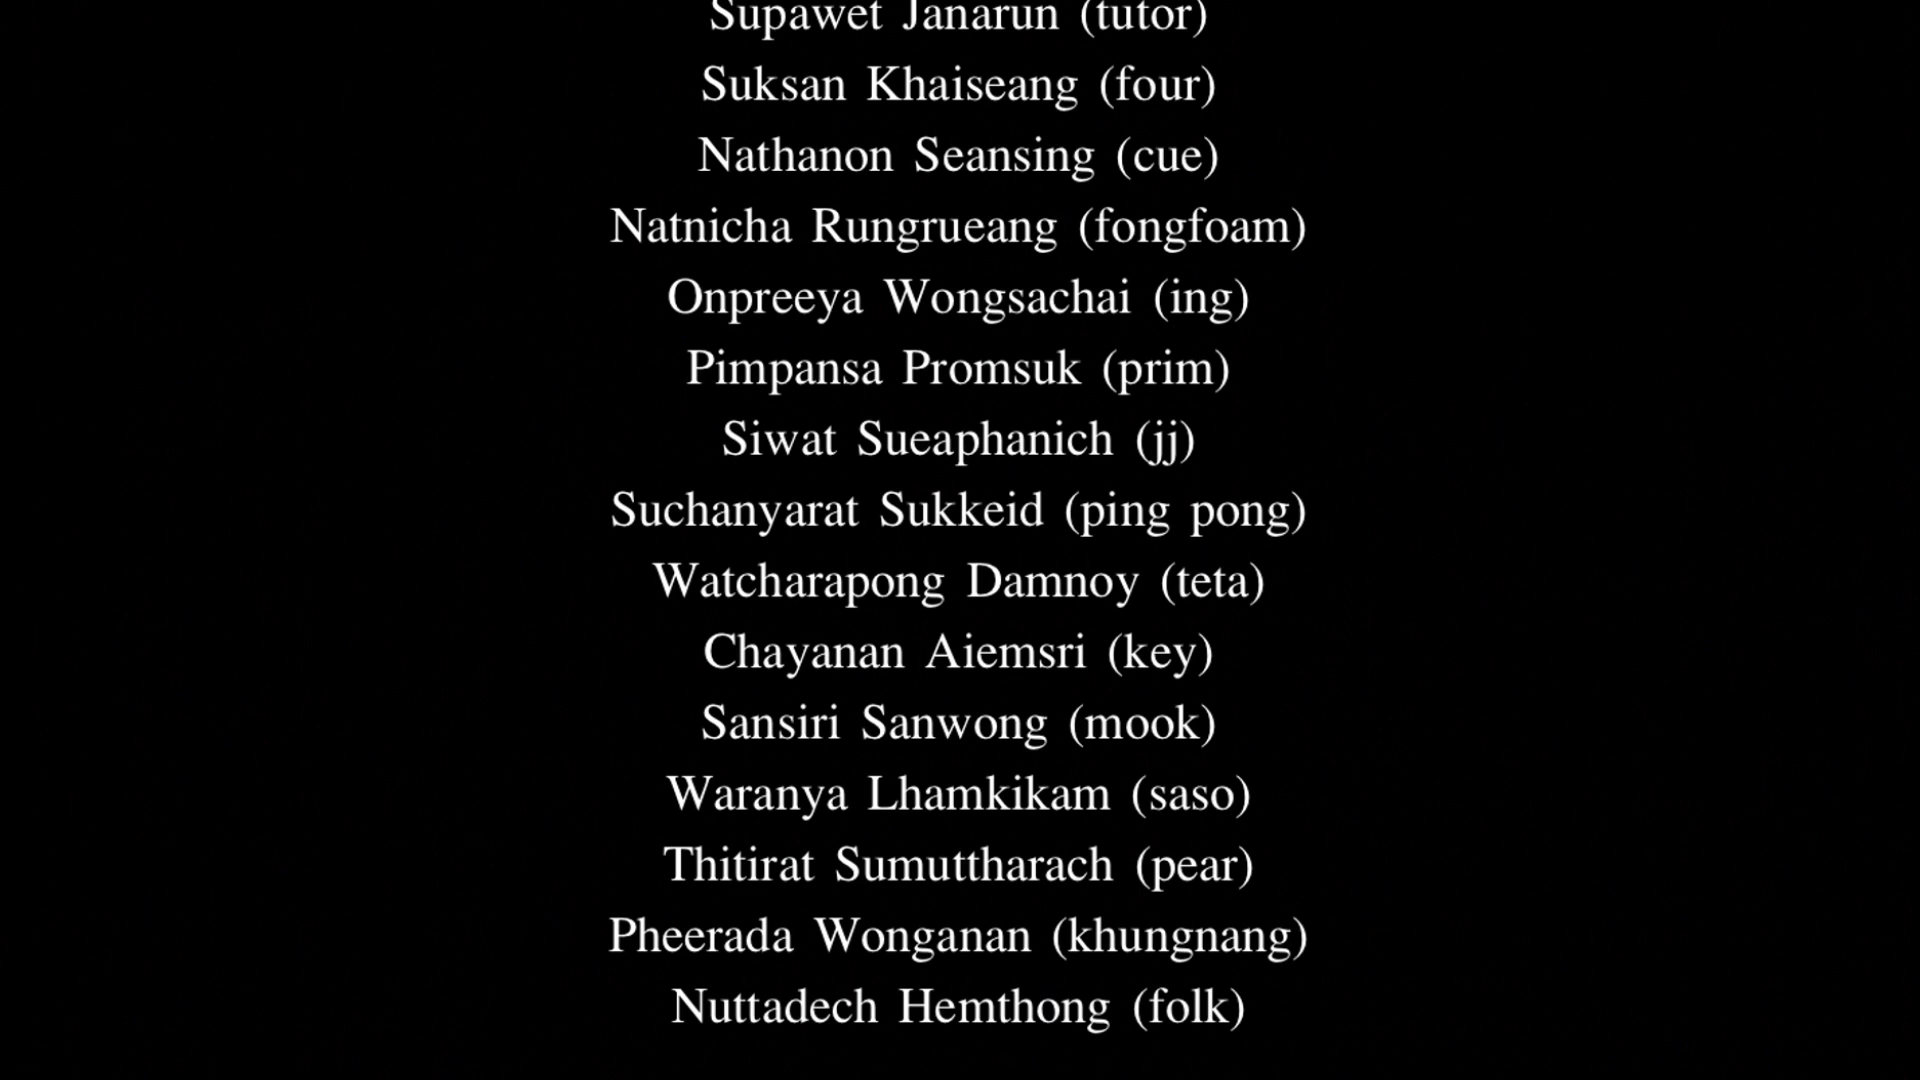 Supawet Janarun (tutor)
Suksan Khaiseang (four)
Nathanon Seansing (cue)
Natnicha Rungrueang (fongfoam)
Onpreeya Wongsachai (ing)
Pimpansa Promsuk (prim)
Siwat Sueaphanich (jj)
Suchanyarat Sukkeid (ping pong)
Watcharapong Damnoy (teta)
Chayanan Aiemsri (key)
Sansiri Sanwong (mook)
Waranya Lhamkikam (saso)
Thitirat Sumuttharach (pear)
Pheerada Wonganan (khungnang)
Nuttadech Hemthong (folk)